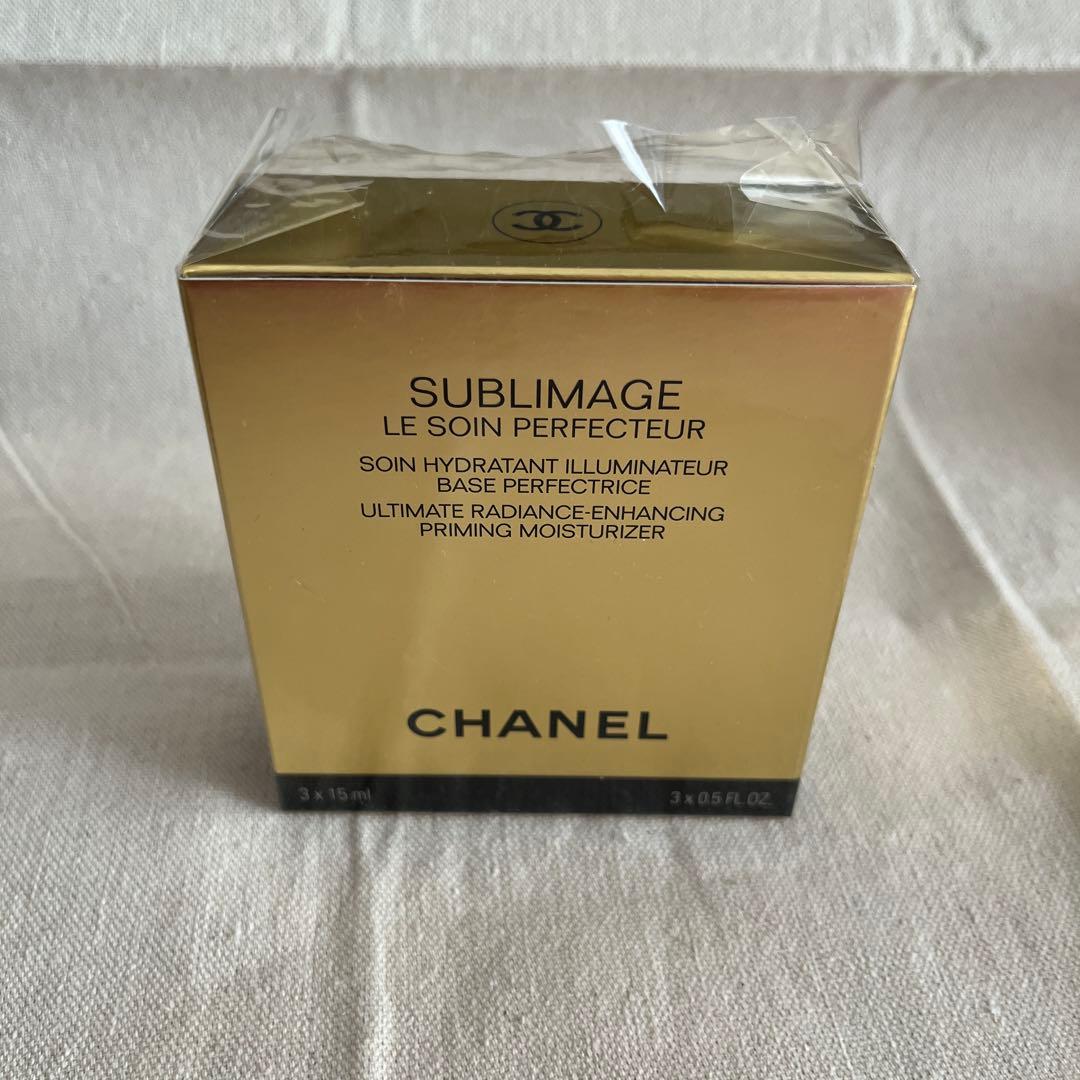 SUBLIMAGE
LE SOIN PERFECTEUR
SOIN HYDRATANT ILLUMINATEUR
BASE PERFECTRICE
ULTIMATE RADIANCE-ENHANCING
PRIMING MOISTURIZER
CHANEL
3 x 15 ml
3 x 0.5 FL.OZ.